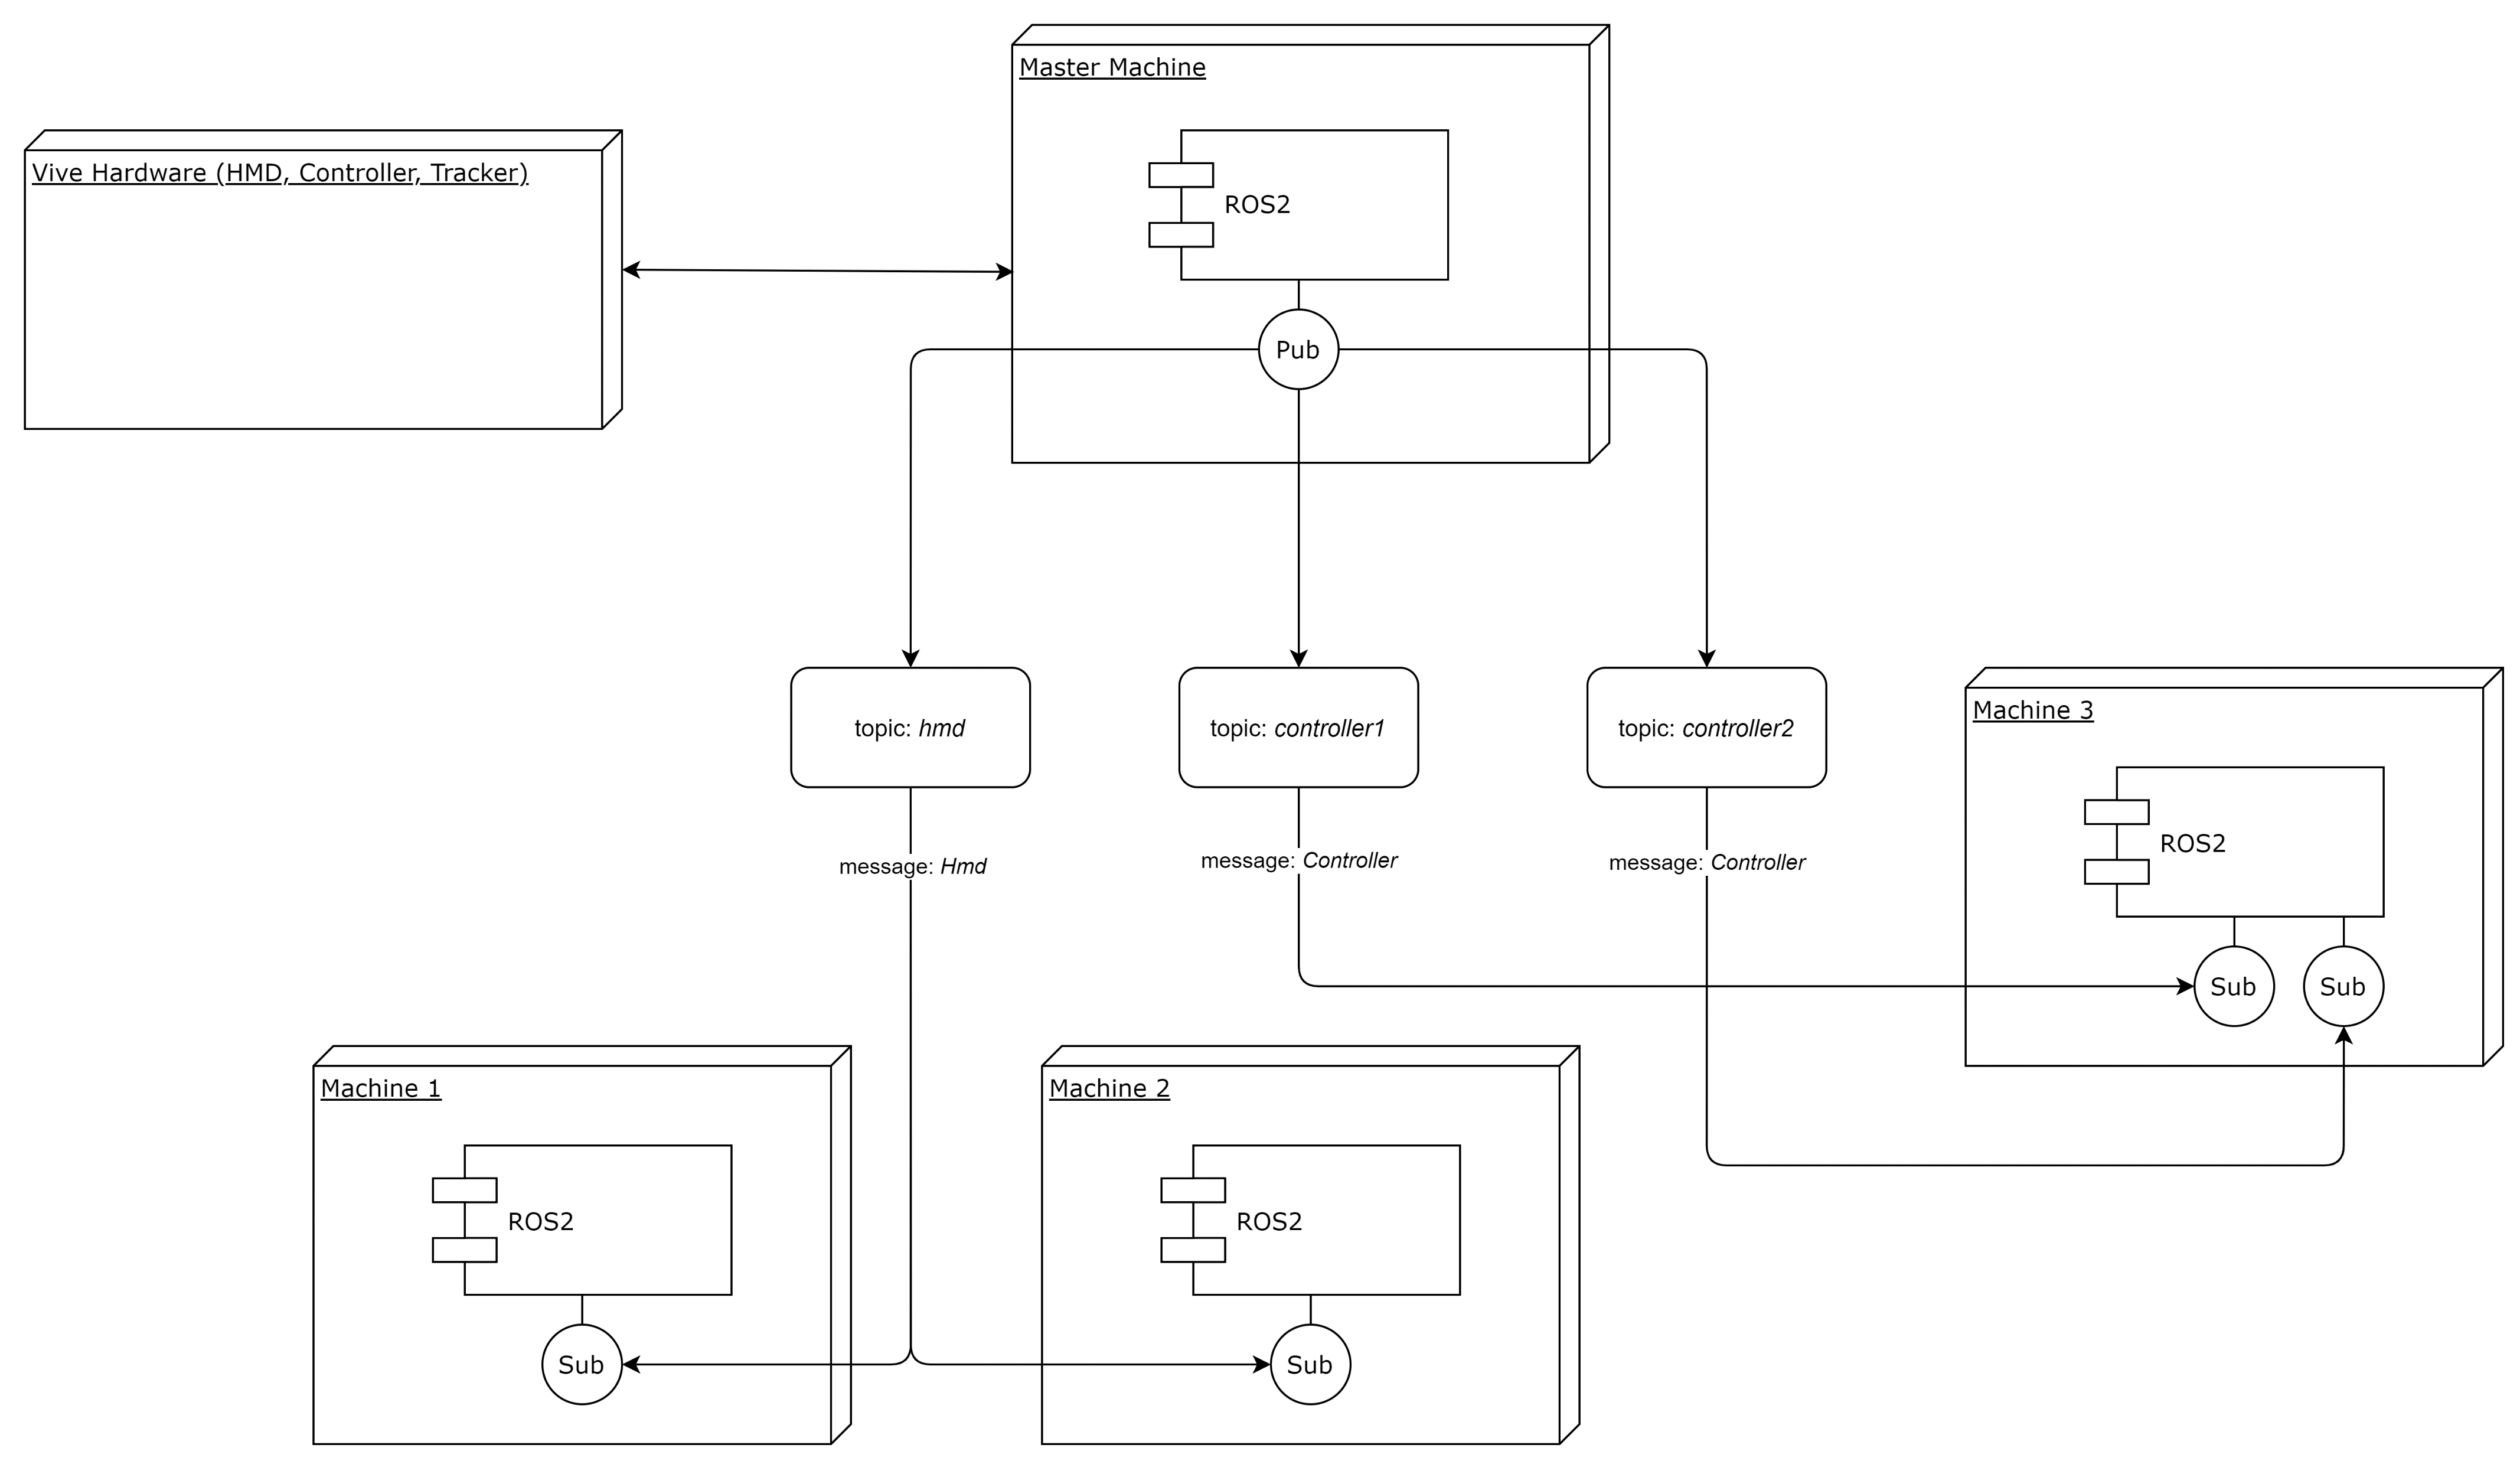 Master Machine
Vive Hardware (HMD, Controller, Tracker)
ROS2
Pub
topic: hmd
topic: controller1
topic: controller2
Machine 3
ROS2
message: Hmd
message: Controller
message: Controller
Sub
Sub
Machine 1
Machine 2
ROS2
ROS2
Sub
Sub